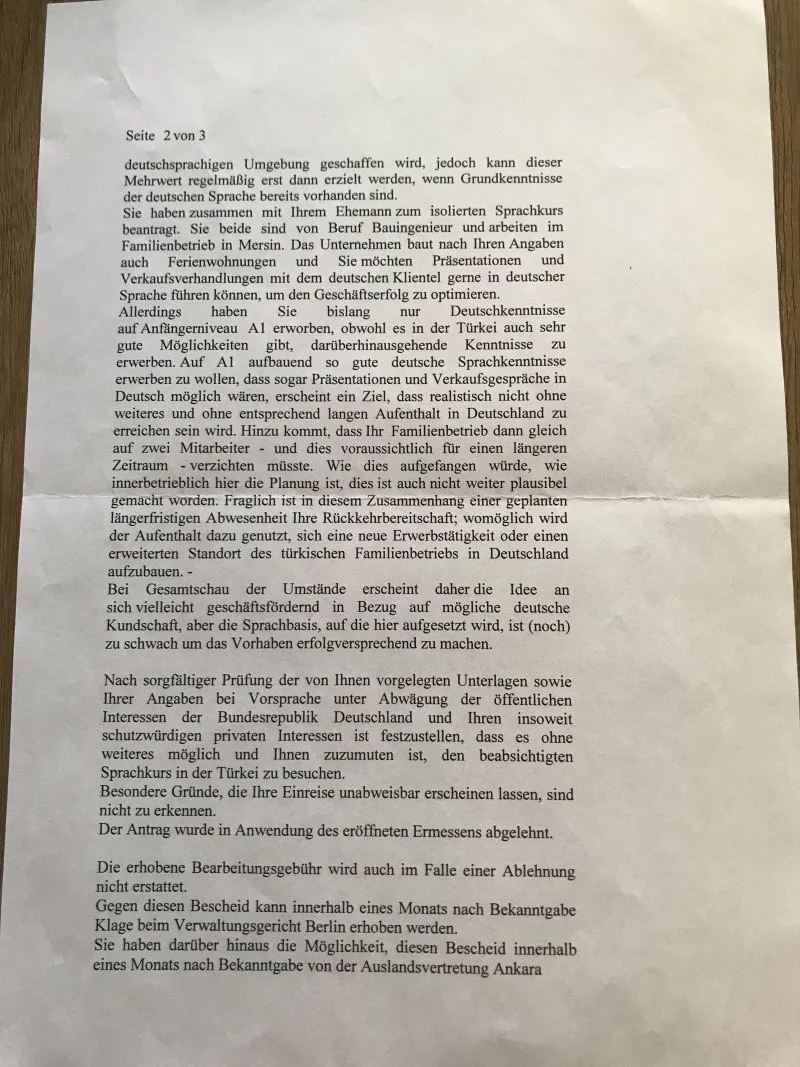 Seite 2 von 3
deutschsprachigen Umgebung geschaffen wird, jedoch kann dieser
Mehrwert regelmäßig erst dann erzielt werden, wenn Grundkenntnisse
der deutschen Sprache bereits vorhanden sind.
Sie haben zusammen mit Ihrem Ehemann zum isolierten Sprachkurs
beantragt. Sie beide sind von Beruf Bauingenieur und arbeiten im
Familienbetrieb in Mersin. Das Unternehmen baut nach Ihren Angaben
auch Ferienwohnungen und Sie möchten Präsentationen und
Verkaufsverhandlungen mit dem deutschen Klientel gerne in deutscher
Sprache führen können, um den Geschäftserfolg zu optimieren.
Allerdings haben Sie bislang nur Deutschkenntnisse
auf Anfängerniveau A1 erworben, obwohl es in der Türkei auch sehr
gute Möglichkeiten gibt, darüberhinausgehende Kenntnisse zu
erwerben. Auf A1 aufbauend so gute deutsche Sprachkenntnisse
erwerben zu wollen, dass sogar Präsentationen und Verkaufsgespräche in
Deutsch möglich wären, erscheint ein Ziel, dass realistisch nicht ohne
weiteres und ohne entsprechend langen Aufenthalt in Deutschland zu
erreichen sein wird. Hinzu kommt, dass Ihr Familienbetrieb dann gleich
auf zwei Mitarbeiter - und dies voraussichtlich für einen längeren
Zeitraum - verzichten müsste. Wie dies aufgefangen würde, wie
innerbetrieblich hier die Planung ist, dies ist auch nicht weiter plausibel
gemacht worden. Fraglich ist in diesem Zusammenhang einer geplanten
längerfristigen Abwesenheit Ihre Rückkehrbereitschaft; womöglich wird
der Aufenthalt dazu genutzt, sich eine neue Erwerbstätigkeit oder einen
erweiterten Standort des türkischen Familienbetriebs in Deutschland
aufzubauen. -
Bei Gesamtschau der Umstände erscheint daher die Idee an
sich vielleicht geschäftsfördernd in Bezug auf mögliche deutsche
Kundschaft, aber die Sprachbasis, auf die hier aufgesetzt wird, ist (noch)
zu schwach um das Vorhaben erfolgversprechend zu machen.
Nach sorgfältiger Prüfung der von Ihnen vorgelegten Unterlagen sowie
Ihrer Angaben bei Vorsprache unter Abwägung der öffentlichen
Interessen der Bundesrepublik Deutschland und Ihren insoweit
schutzwürdigen privaten Interessen ist festzustellen, dass es ohne
weiteres möglich und Ihnen zuzumuten ist, den beabsichtigten
Sprachkurs in der Türkei zu besuchen.
Besondere Gründe, die Ihre Einreise unabweisbar erscheinen lassen, sind
nicht zu erkennen.
Der Antrag wurde in Anwendung des eröffneten Ermessens abgelehnt.
Die erhobene Bearbeitungsgebühr wird auch im Falle einer Ablehnung
nicht erstattet.
Gegen diesen Bescheid kann innerhalb eines Monats nach Bekanntgabe
Klage beim Verwaltungsgericht Berlin erhoben werden.
Sie haben darüber hinaus die Möglichkeit, diesen Bescheid innerhalb
eines Monats nach Bekanntgabe von der Auslandsvertretung Ankara